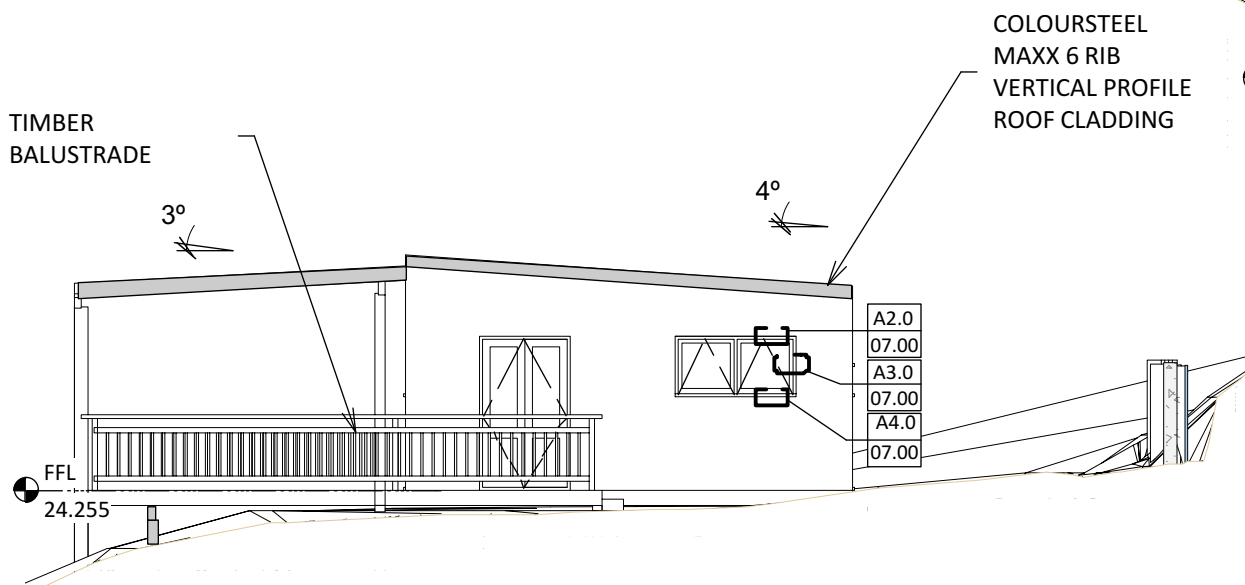 COLOURSTEEL
MAXX 6 RIB
VERTICAL PROFILE
ROOF CLADDING
TIMBER
BALUSTRADE
3º
4º
A2.0
07.00
A3.0
07.00
A4.0
07.00
FFL
24.255